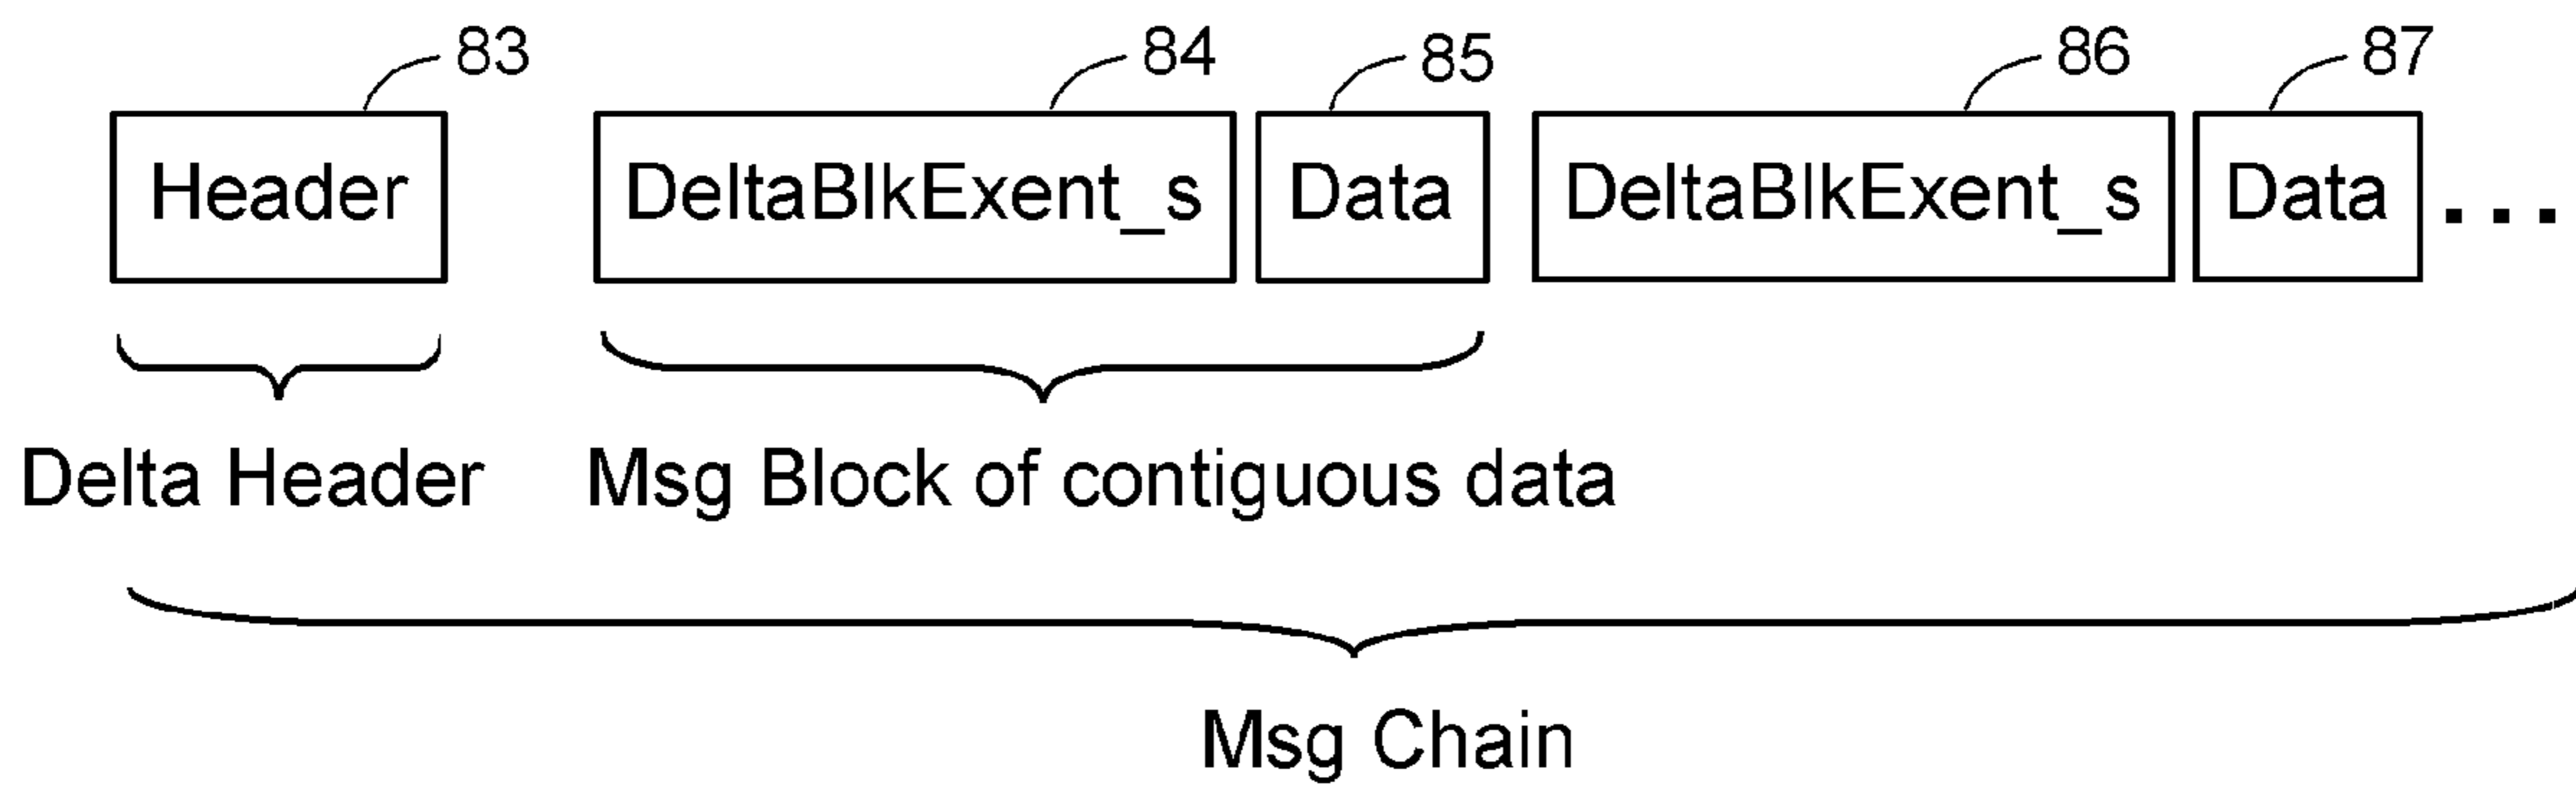 83 84 85 86 87
Header DeltaBlkExent_s Data DeltaBlkExent_s Data ...
Delta Header Msg Block of contiguous data
Msg Chain